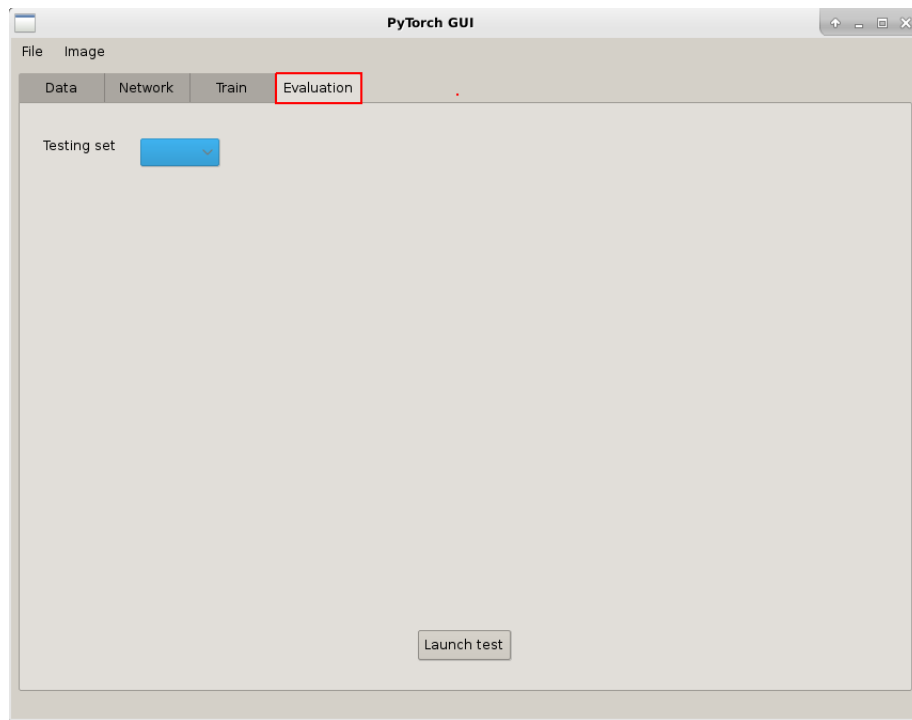 PyTorch GUI
File Image
Data Network Train Evaluation
Testing set
Launch test